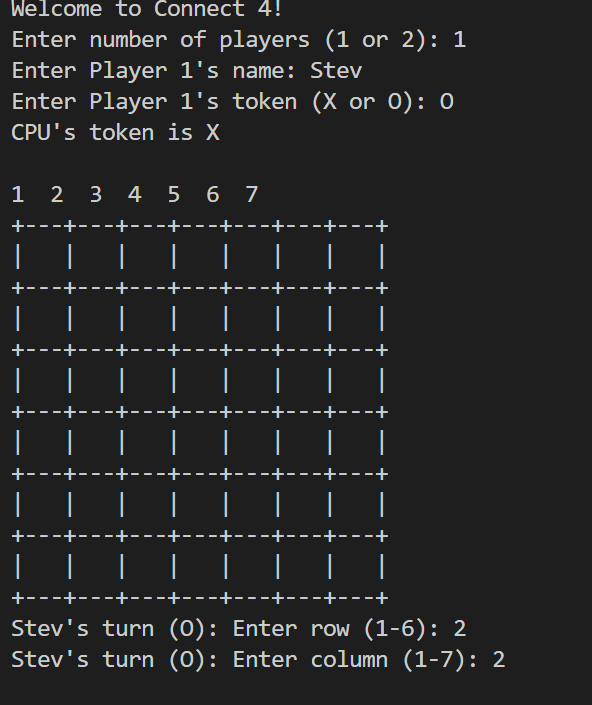 Welcome to Connect 4!
Enter number of players (1 or 2): 1
Enter Player 1's name: Stev
Enter Player 1's token (X or O): O
CPU's token is X

1  2  3  4  5  6  7
+---+---+---+---+---+---+---+
|   |   |   |   |   |   |   |
+---+---+---+---+---+---+---+
|   |   |   |   |   |   |   |
+---+---+---+---+---+---+---+
|   |   |   |   |   |   |   |
+---+---+---+---+---+---+---+
|   |   |   |   |   |   |   |
+---+---+---+---+---+---+---+
|   |   |   |   |   |   |   |
+---+---+---+---+---+---+---+
|   |   |   |   |   |   |   |
+---+---+---+---+---+---+---+
Stev's turn (O): Enter row (1-6): 2
Stev's turn (O): Enter column (1-7): 2